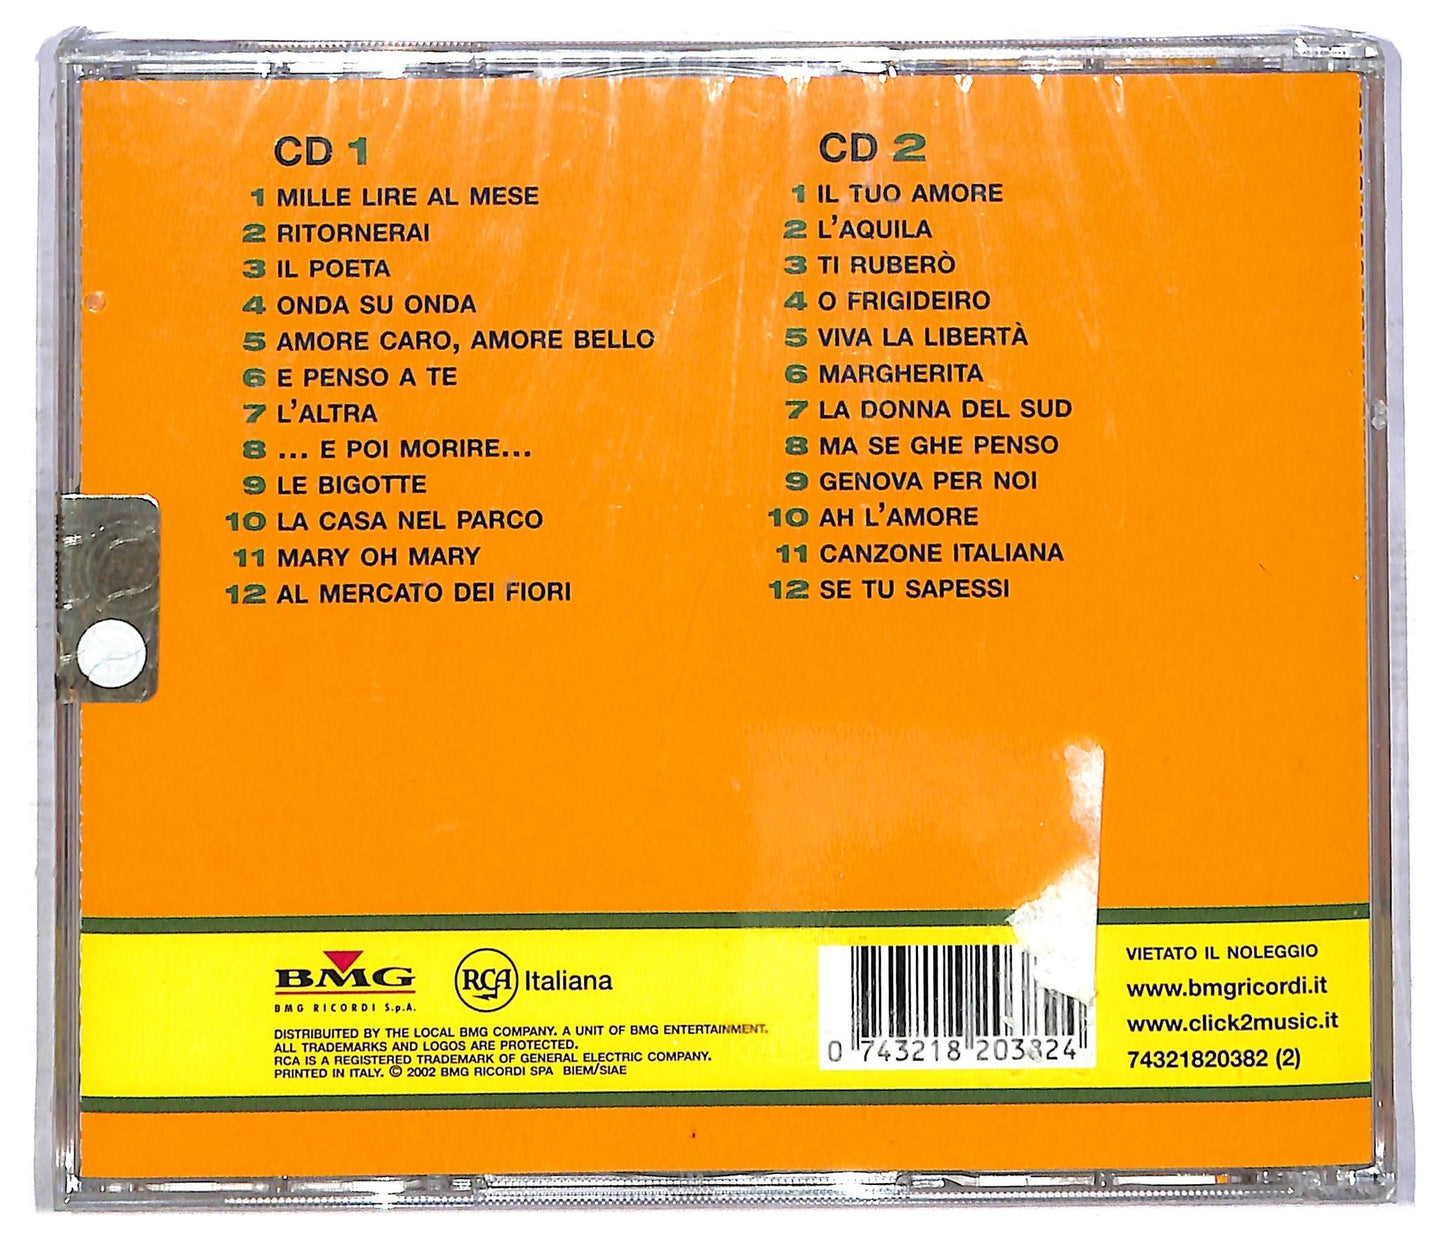 CD 1
1 MILLE LIRE AL MESE
2 RITORNERAI
3 IL POETA
4 ONDA SU ONDA
5 AMORE CARO, AMORE BELLO
6 E PENSO A TE
7 L'ALTRA
8 ... E POI MORIRE...
9 LE BIGOTTE
10 LA CASA NEL PARCO
11 MARY OH MARY
12 AL MERCATO DEI FIORI
CD 2
1 IL TUO AMORE
2 L'AQUILA
3 TI RUBERÒ
4 O FRIGIDEIRO
5 VIVA LA LIBERTÀ
6 MARGHERITA
7 LA DONNA DEL SUD
8 MA SE GHE PENSO
9 GENOVA PER NOI
10 AH L'AMORE
11 CANZONE ITALIANA
12 SE TU SAPESSI
BMG
BMG RICORDI S.p.A.
RCA Italiana
DISTRIBUITED BY THE LOCAL BMG COMPANY. A UNIT OF BMG ENTERTAINMENT.
ALL TRADEMARKS AND LOGOS ARE PROTECTED.
RCA IS A REGISTERED TRADEMARK OF GENERAL ELECTRIC COMPANY.
PRINTED IN ITALY. © 2002 BMG RICORDI SPA BIEM/SIAE
0 743218 203824
VIETATO IL NOLEGGIO
www.bmgricordi.it
www.click2music.it
74321820382 (2)